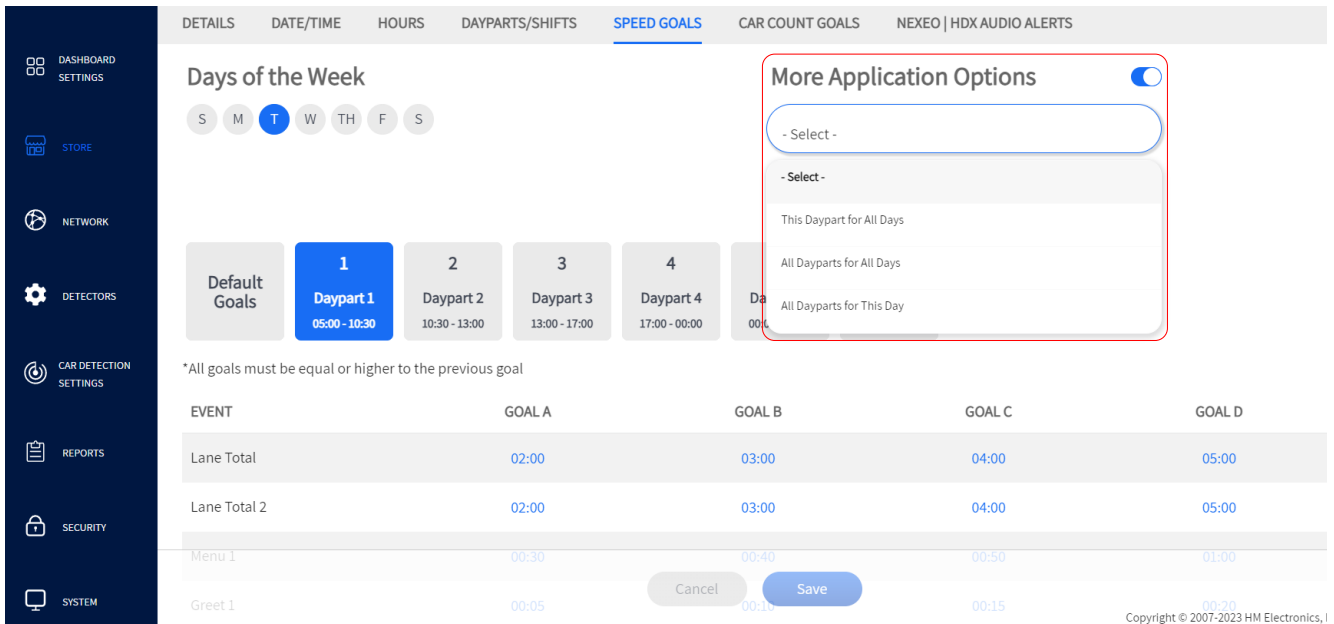 DETAILS DATE/TIME HOURS DAYPARTS/SHIFTS SPEED GOALS CAR COUNT GOALS NEXEO | HDX AUDIO ALERTS
DASHBOARD
SETTINGS
STORE
NETWORK
DETECTORS
CAR DETECTION
SETTINGS
REPORTS
SECURITY
SYSTEM
Days of the Week
S M T W TH F S
More Application Options
- Select -
- Select -
This Daypart for All Days
All Dayparts for All Days
All Dayparts for This Day
Default
Goals
1
Daypart 1
05:00 - 10:30
2
Daypart 2
10:30 - 13:00
3
Daypart 3
13:00 - 17:00
4
Daypart 4
17:00 - 00:00
*All goals must be equal or higher to the previous goal
EVENT GOAL A GOAL B GOAL C GOAL D
Lane Total 02:00 03:00 04:00 05:00
Lane Total 2 02:00 03:00 04:00 05:00
Menu 1 00:30 00:40 00:50 01:00
Greet 1 00:05 00:10 00:15 00:20
Cancel Save
Copyright © 2007-2023 HM Electronics,